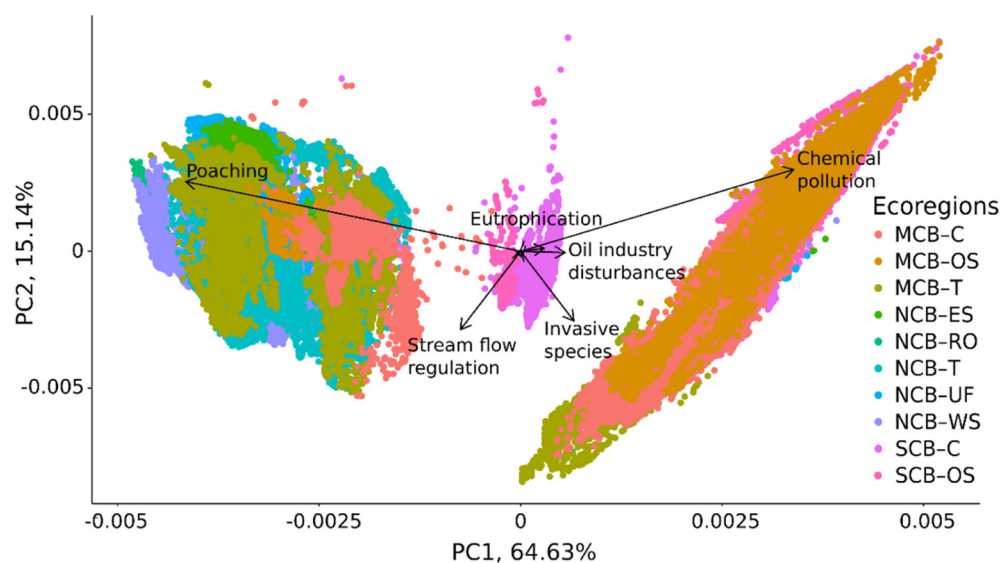 0.005
0
-0.005
PC2, 15.14%
-0.005
-0.0025
0
0.0025
0.005
PC1, 64.63%
Poaching
Chemical
pollution
Eutrophication
Oil industry
disturbances
Stream flow
regulation
Invasive
species
Ecoregions
MCB–C
MCB–OS
MCB–T
NCB–ES
NCB–RO
NCB–T
NCB–UF
NCB–WS
SCB–C
SCB–OS